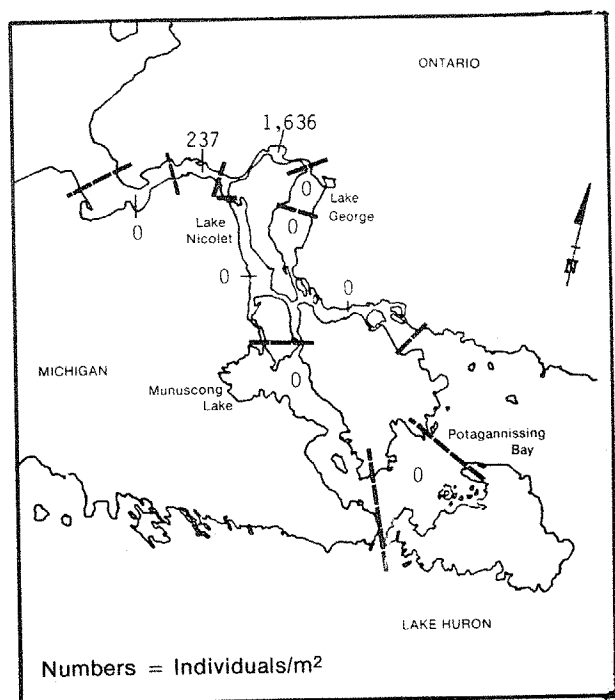 ONTARIO
1,636
237
0
Lake
George
0
Lake
Nicolet
0
0
0
N
MICHIGAN
0
Munuscong
Lake
Potagannissing
Bay
0
LAKE HURON
Numbers = Individuals/m²